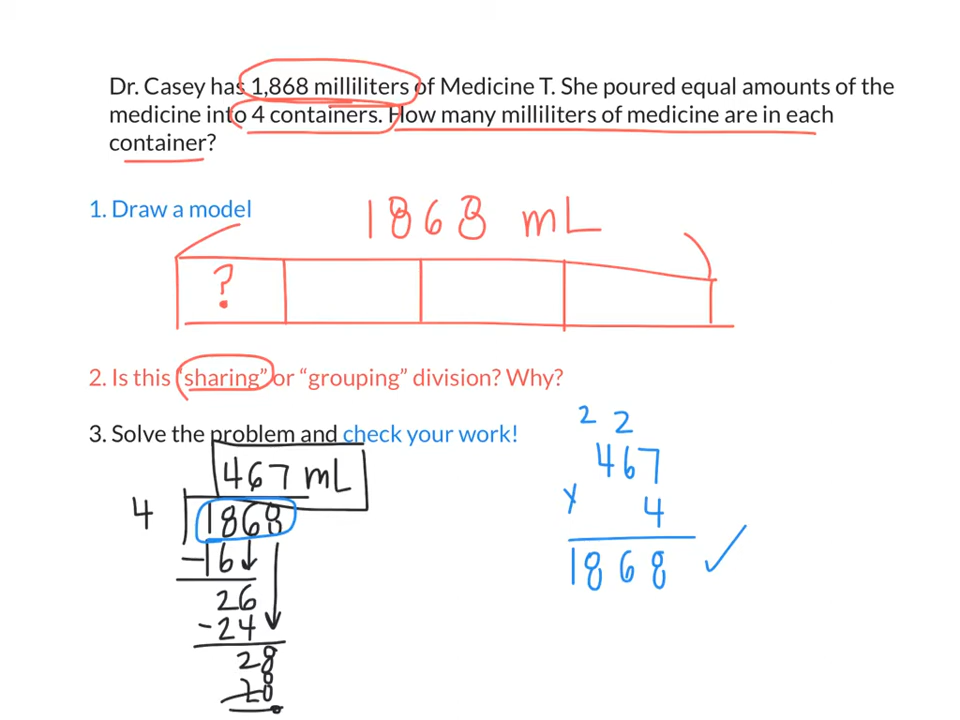 Dr. Casey has 1,868 milliliters of Medicine T. She poured equal amounts of the
medicine into 4 containers. How many milliliters of medicine are in each
container?
1. Draw a model
1868 mL
?
2. Is this “sharing” or “grouping” division? Why?
3. Solve the problem and check your work!
467 mL
4 1868
-16
26
-24
28
28
2 2
467
x 4
1868 ✓